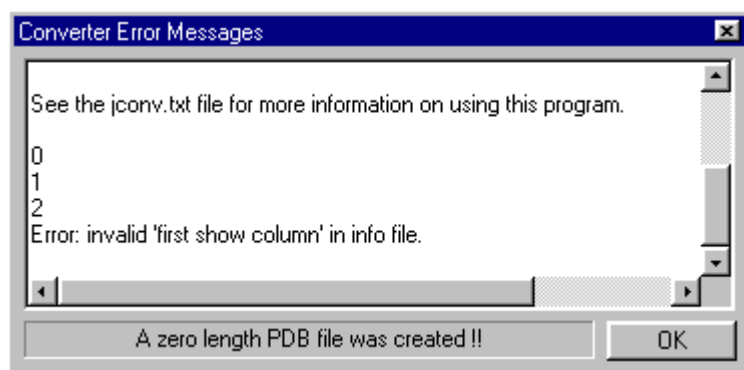 Converter Error Messages
See the jconv.txt file for more information on using this program.
0
1
2
Error: invalid 'first show column' in info file.
A zero length PDB file was created !!
OK